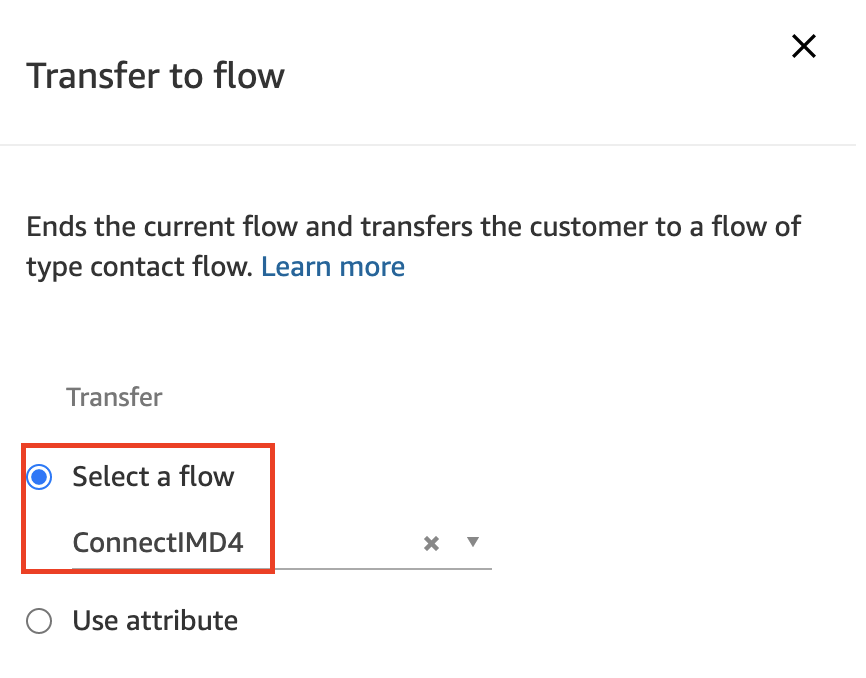 Transfer to flow
Ends the current flow and transfers the customer to a flow of
type contact flow. Learn more
Transfer
Select a flow
ConnectIMD4
Use attribute